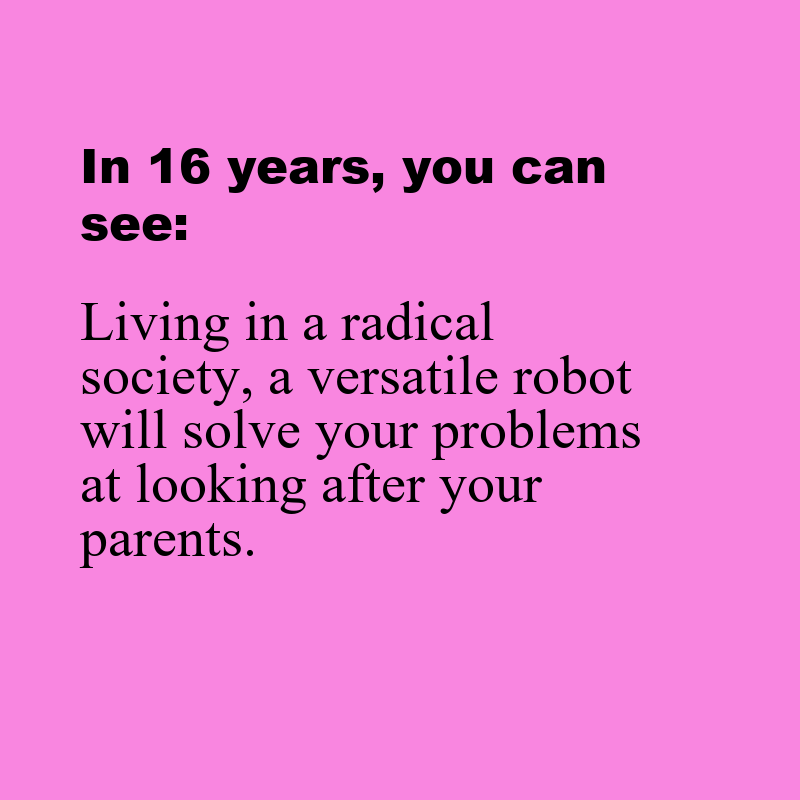 In 16 years, you can
see:
Living in a radical
society, a versatile robot
will solve your problems
at looking after your
parents.